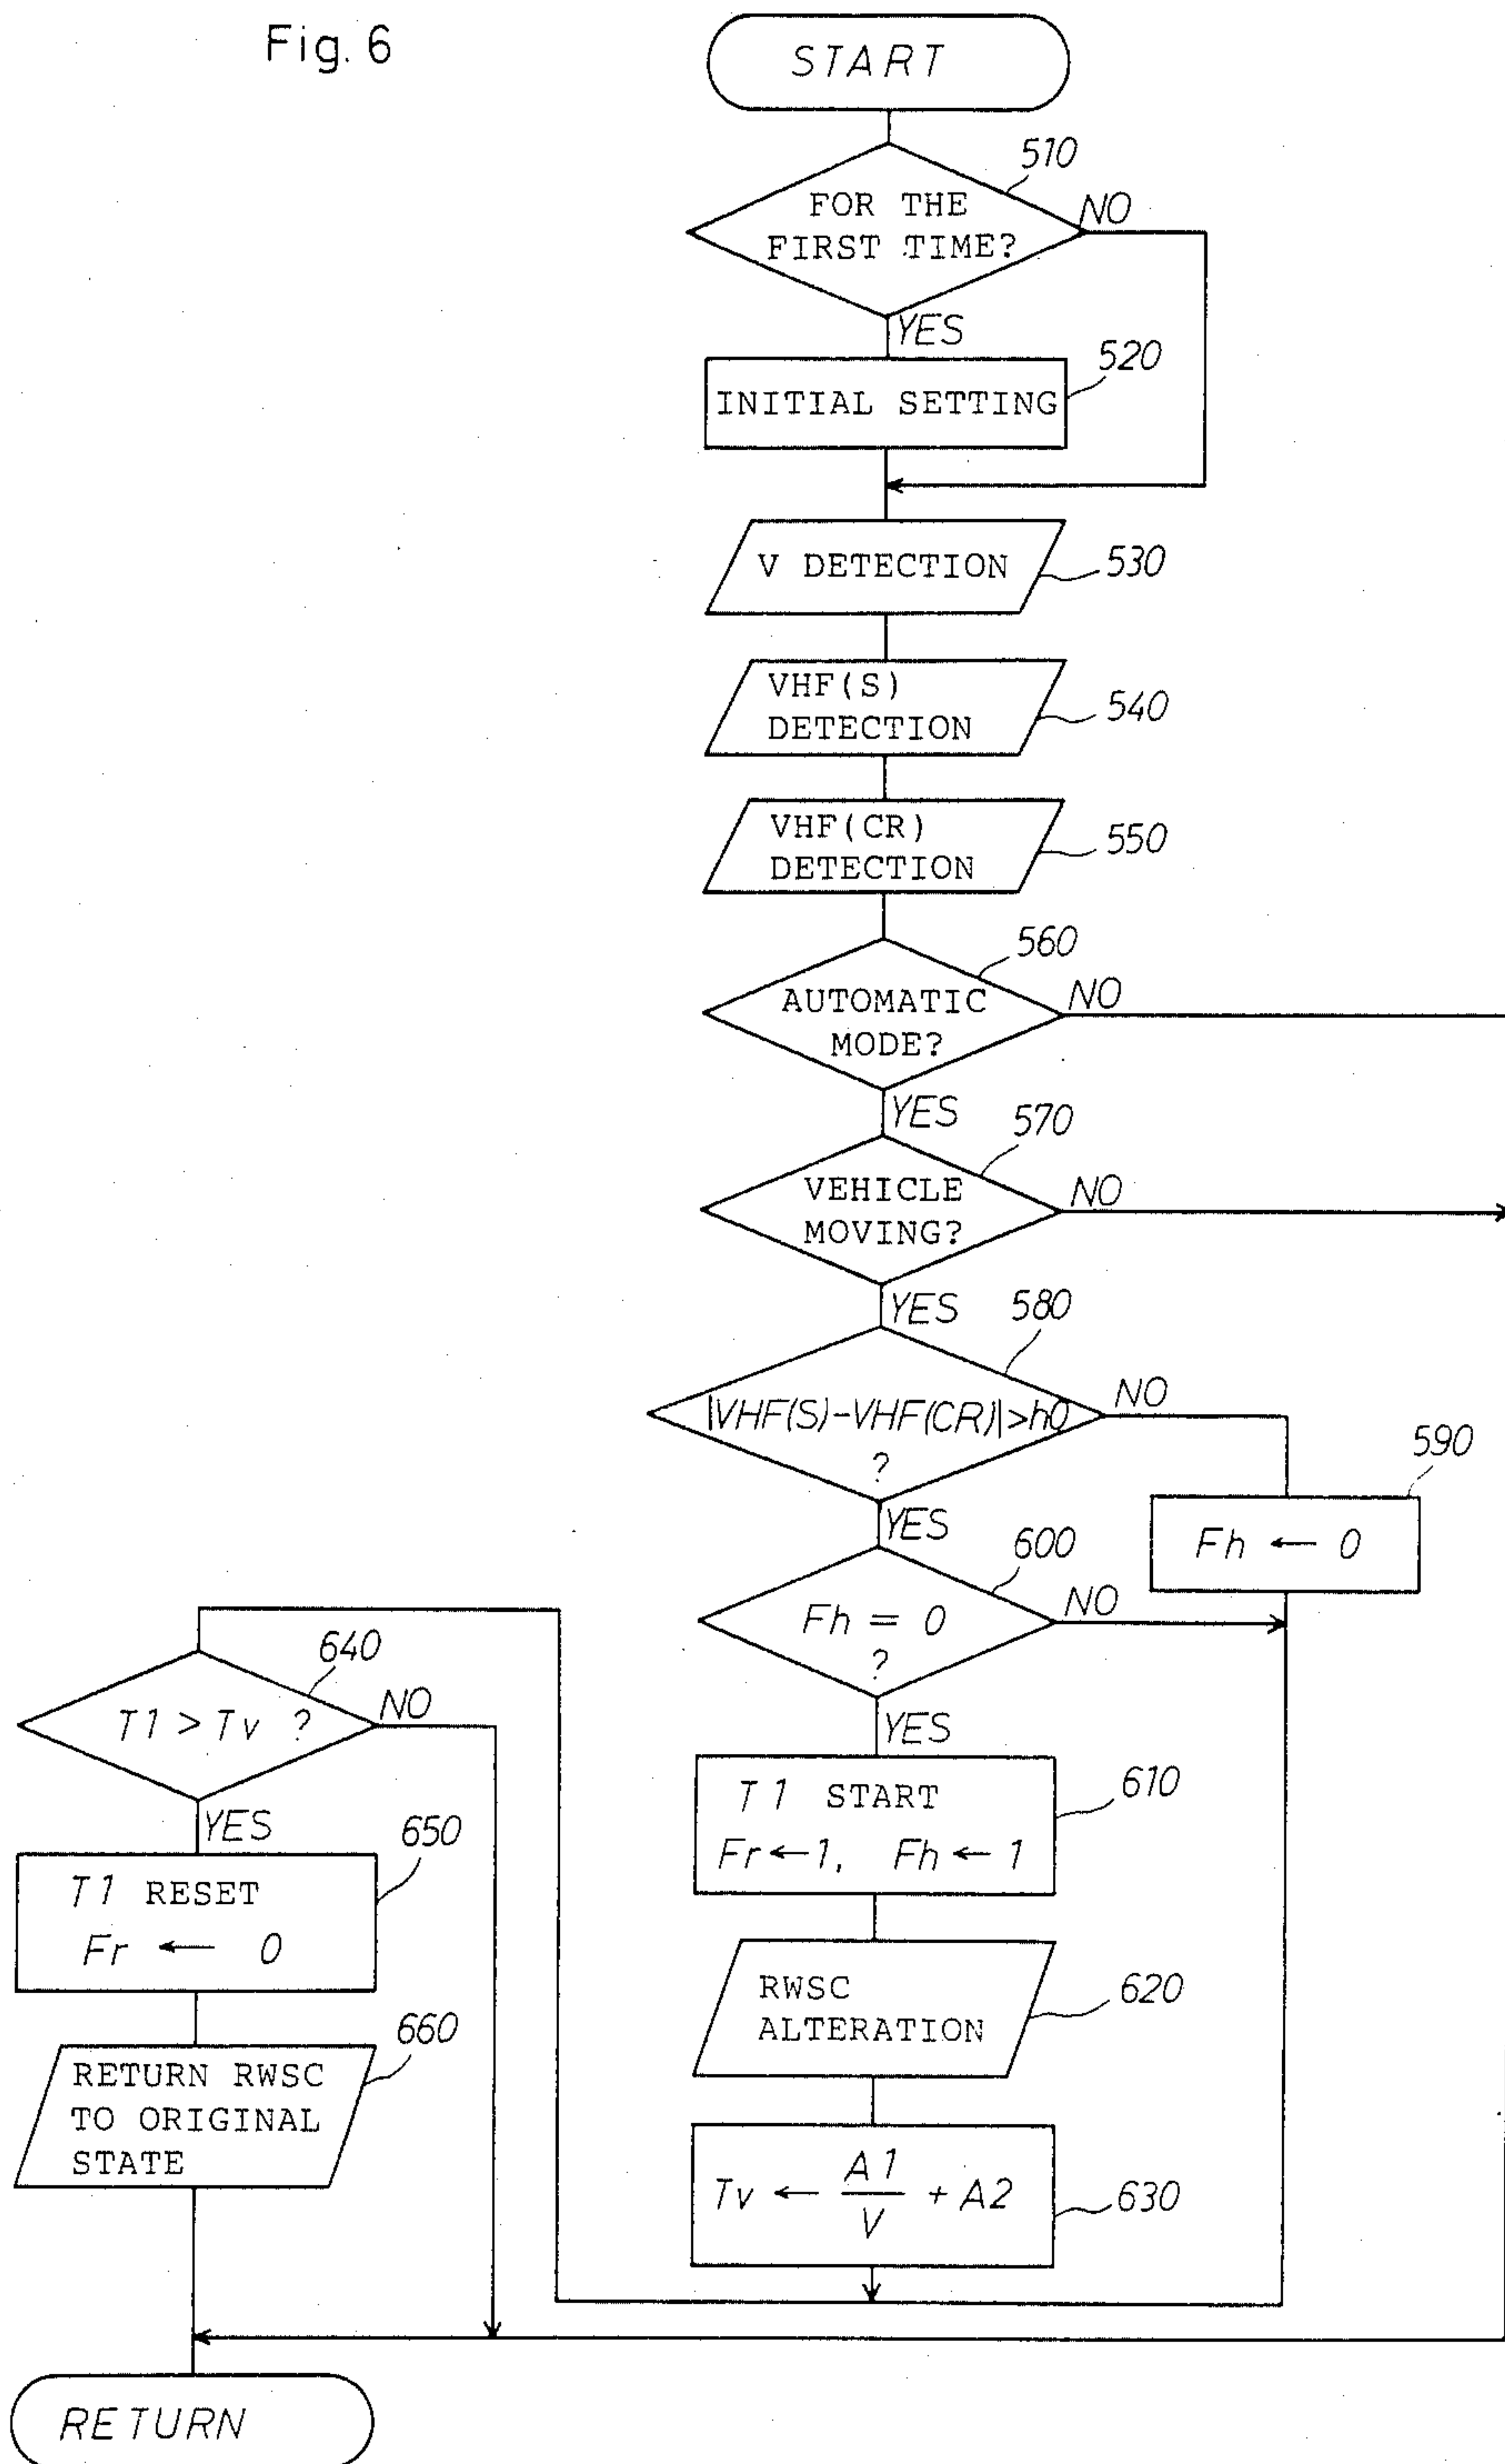 Fig. 6
START
510
FOR THE
FIRST TIME?
NO
YES
520
INITIAL SETTING
V DETECTION
530
VHF(S)
DETECTION
540
VHF(CR)
DETECTION
550
560
AUTOMATIC
MODE?
NO
YES
570
VEHICLE
MOVING?
NO
YES
580
|VHF(S)-VHF(CR)|>h0
?
NO
YES
590
Fh ← 0
600
Fh = 0
?
NO
YES
610
T1 START
Fr←1, Fh←1
620
RWSC
ALTERATION
630
Tv ← A1/V + A2
640
T1 > Tv ?
NO
YES
650
T1 RESET
Fr ← 0
660
RETURN RWSC
TO ORIGINAL
STATE
RETURN